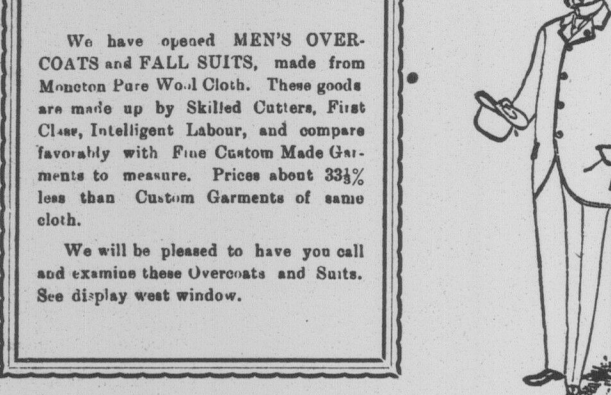 We have opened MEN'S OVER-
COATS and FALL SUITS, made from
Moncton Pure Wool Cloth. These goods
are made up by Skilled Cutters, First
Class, Intelligent Labour, and compare
favorably with Fine Custom Made Gar-
ments to measure. Prices about 33⅓%
less than Custom Garments of same
cloth.
We will be pleased to have you call
and examine these Overcoats and Suits.
See display west window.